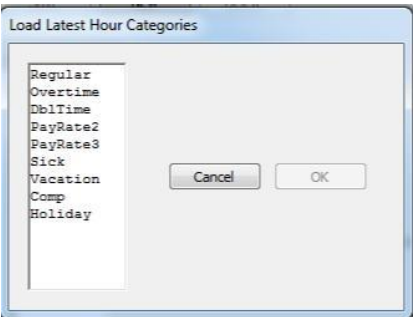 Load Latest Hour Categories
Regular
Overtime
DblTime
PayRate2
PayRate3
Sick
Vacation
Comp
Holiday
Cancel OK